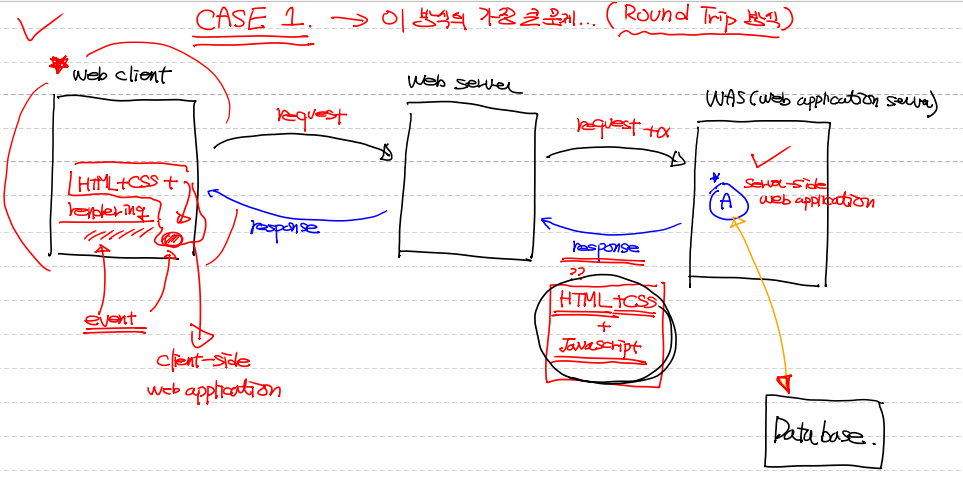 CASE 1. → 이 방식의 가장 큰 문제... (Round Trip 방식)
web client
web server
WAS(web application server)
request
request +α
HTML+CSS +
rendering
server-side
web application
A
response
response
??
HTML+CSS
+
Javascript
event
client-side
web application
Database.